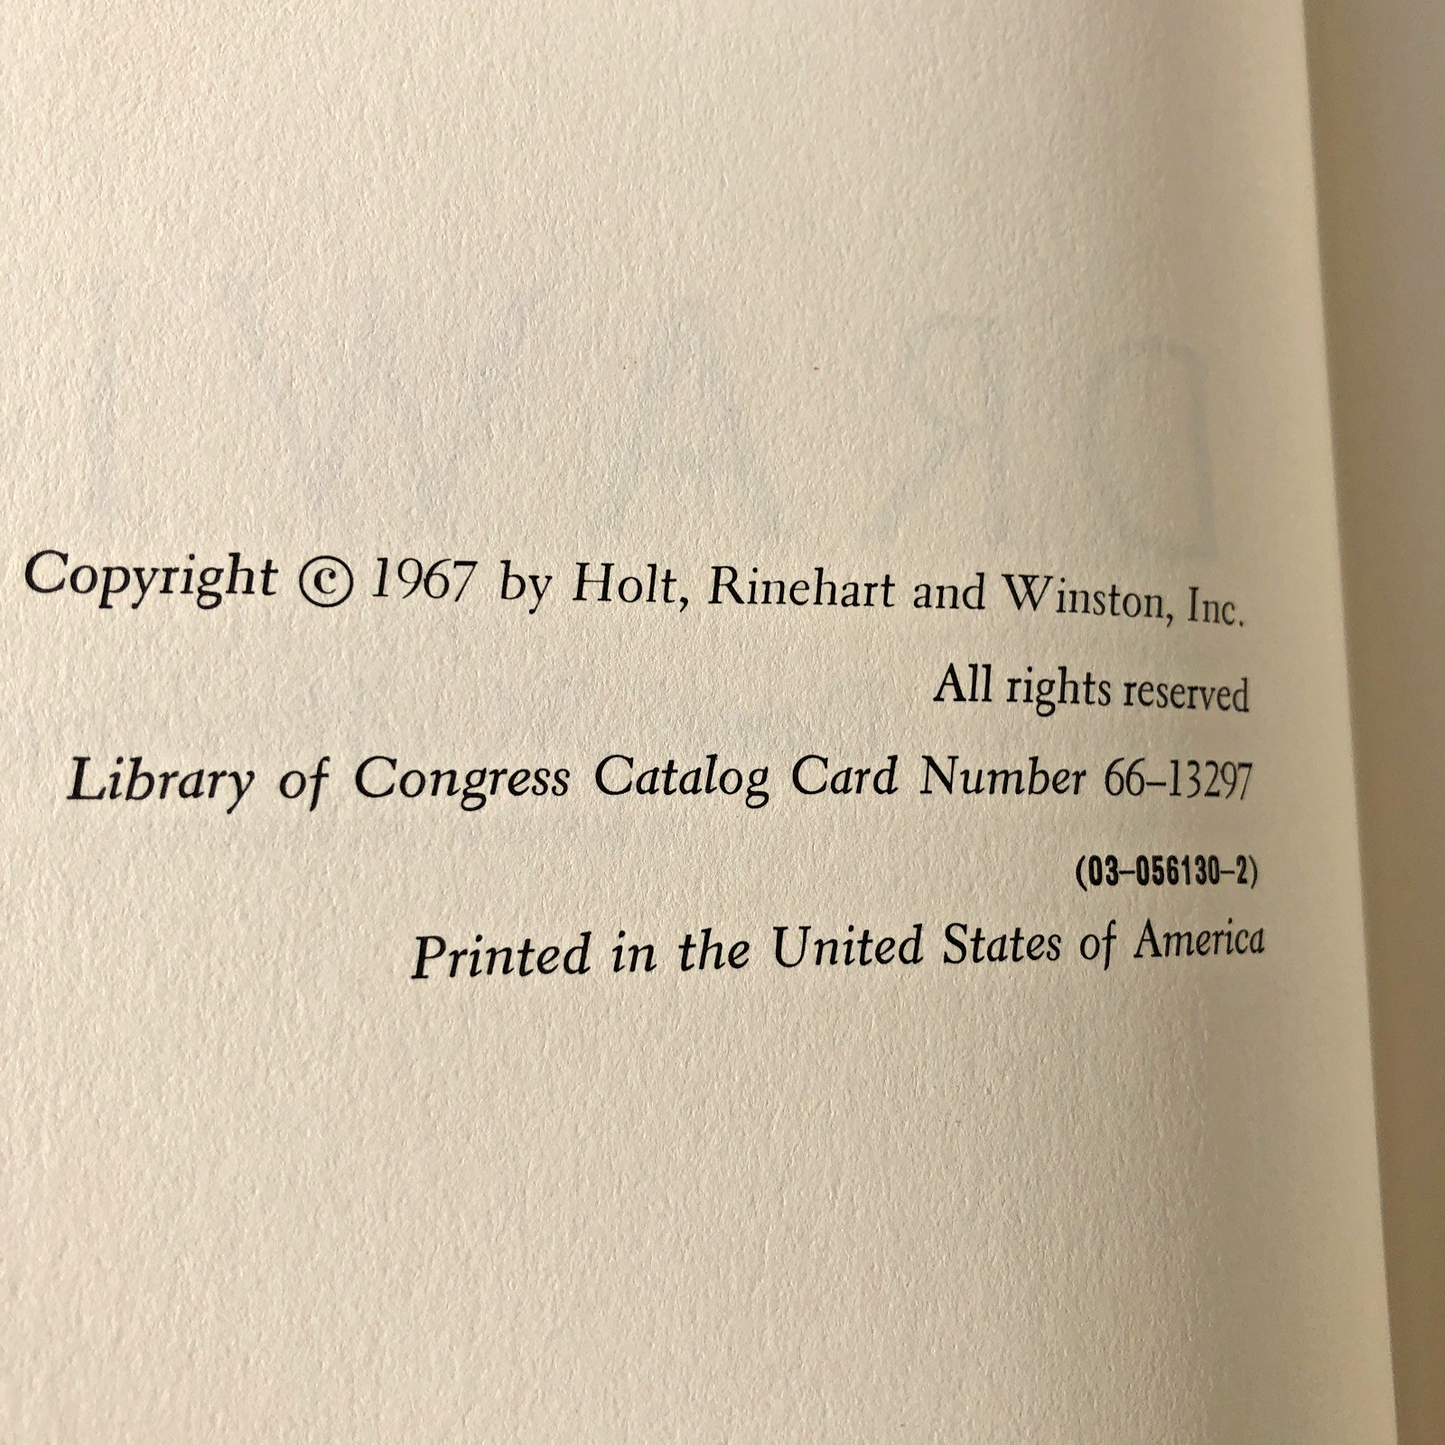 Copyright © 1967 by Holt, Rinehart and Winston, Inc.
All rights reserved
Library of Congress Catalog Card Number 66–13297
(03–056130–2)
Printed in the United States of America